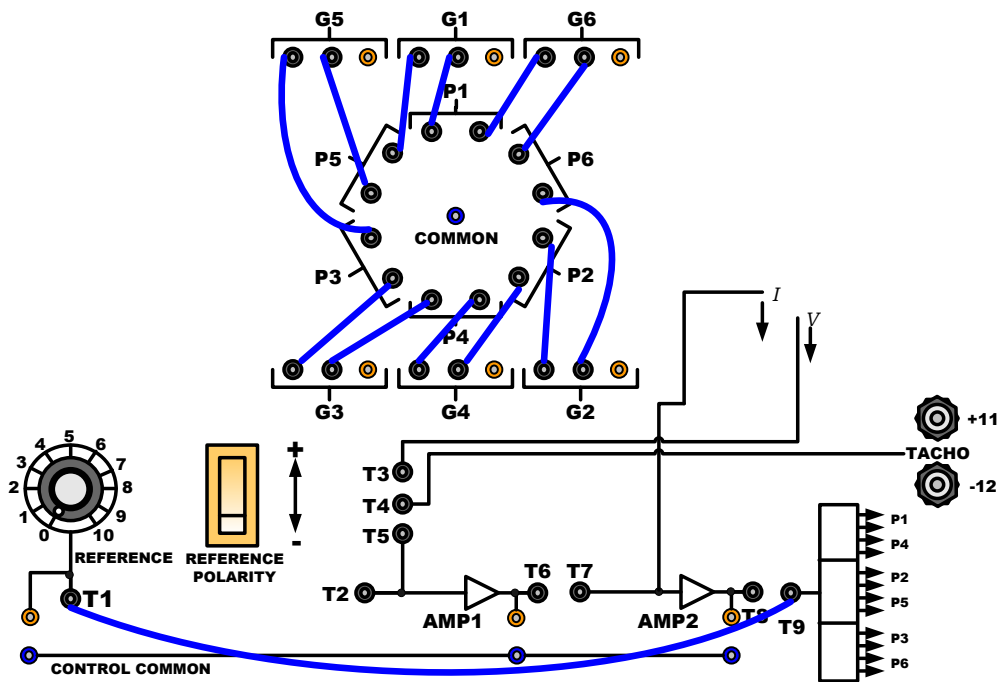 G5 G1 G6
P1
P5 P6
COMMON
P3 P2
P4
I
V
G3 G4 G2
+11
TACHO
-12
0 1 2 3 4 5 6 7 8 9 10
REFERENCE
+
-
REFERENCE
POLARITY
T3
T4
T5
T1
T2 T6 T7 T8 T9
AMP1 AMP2
P1
P4
P2
P5
P3
P6
CONTROL COMMON